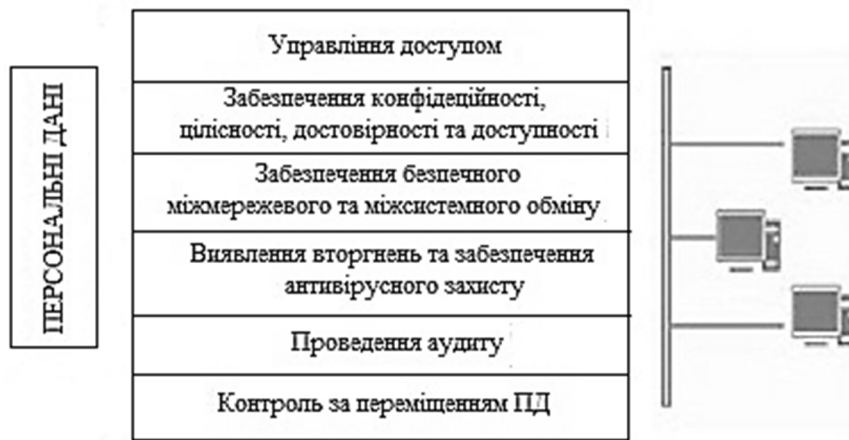 ПЕРСОНАЛЬНІ ДАНІ
Управління доступом
Забезпечення конфідеційності,
цілісності, достовірності та доступності
Забезпечення безпечного
міжмережевого та міжсистемного обміну
Виявлення вторгнень та забезпечення
антивірусного захисту
Проведення аудиту
Контроль за переміщенням ПД